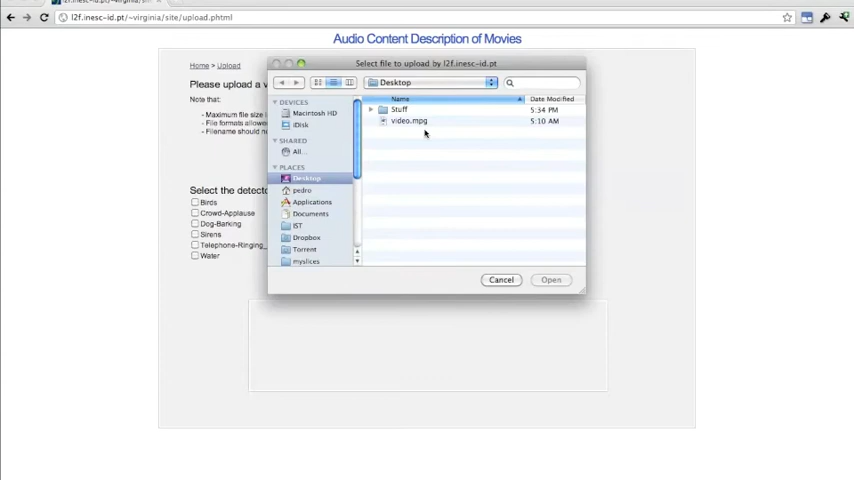 l2f.inesc-id.pt/~virginia/site/upload.phtml
Audio Content Description of Movies
Home > Upload
Please upload a v
Note that:
- Maximum file size i
- File formats allowe
- Filename should n
Select the detecto
Birds
Crowd-Applause
Dog-Barking
Sirens
Telephone-Ringing_
Water
Select file to upload by l2f.inesc-id.pt
Desktop
DEVICES
Macintosh HD
iDisk
SHARED
All...
PLACES
Desktop
pedro
Applications
Documents
IST
Dropbox
Torrent
myslices
Name
Date Modified
Stuff
5:34 PM
video.mpg
5:10 AM
Cancel
Open